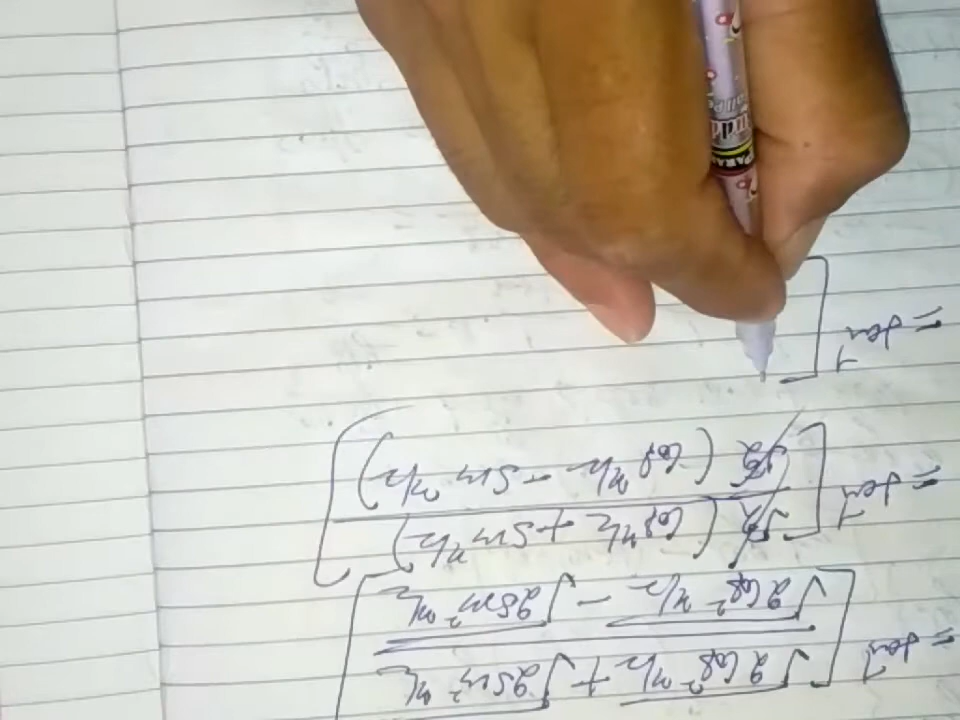 = tan⁻¹ [ √2cos² x/2 + √2sin² x/2
√2cos² x/2 − √2sin² x/2 ]
= tan⁻¹ [ √2 (cos x/2 + sin x/2)
√2 (cos x/2 − sin x/2) ]
= tan⁻¹ [